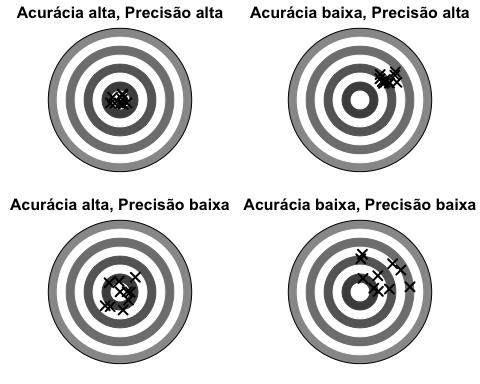 Acurácia alta, Precisão alta
Acurácia baixa, Precisão alta
Acurácia alta, Precisão baixa
Acurácia baixa, Precisão baixa